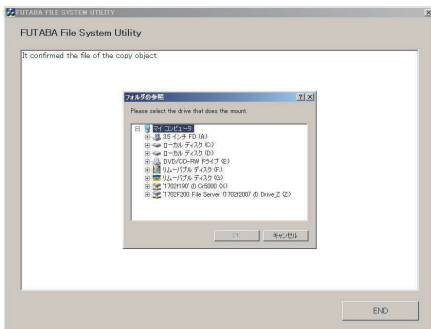 FUTABA FILE SYSTEM UTILITY
FUTABA File System Utility
It confirmed the file of the copy object.
フォルダの参照
Please select the drive that does the mount.
マイ コンピュータ
3.5 インチ FD (A:)
ローカル ディスク (C:)
ローカル ディスク (D:)
DVD/CD-RW ドライブ (E:)
リムーバブル ディスク (F:)
リムーバブル ディスク (G:)
OK
キャンセル
END